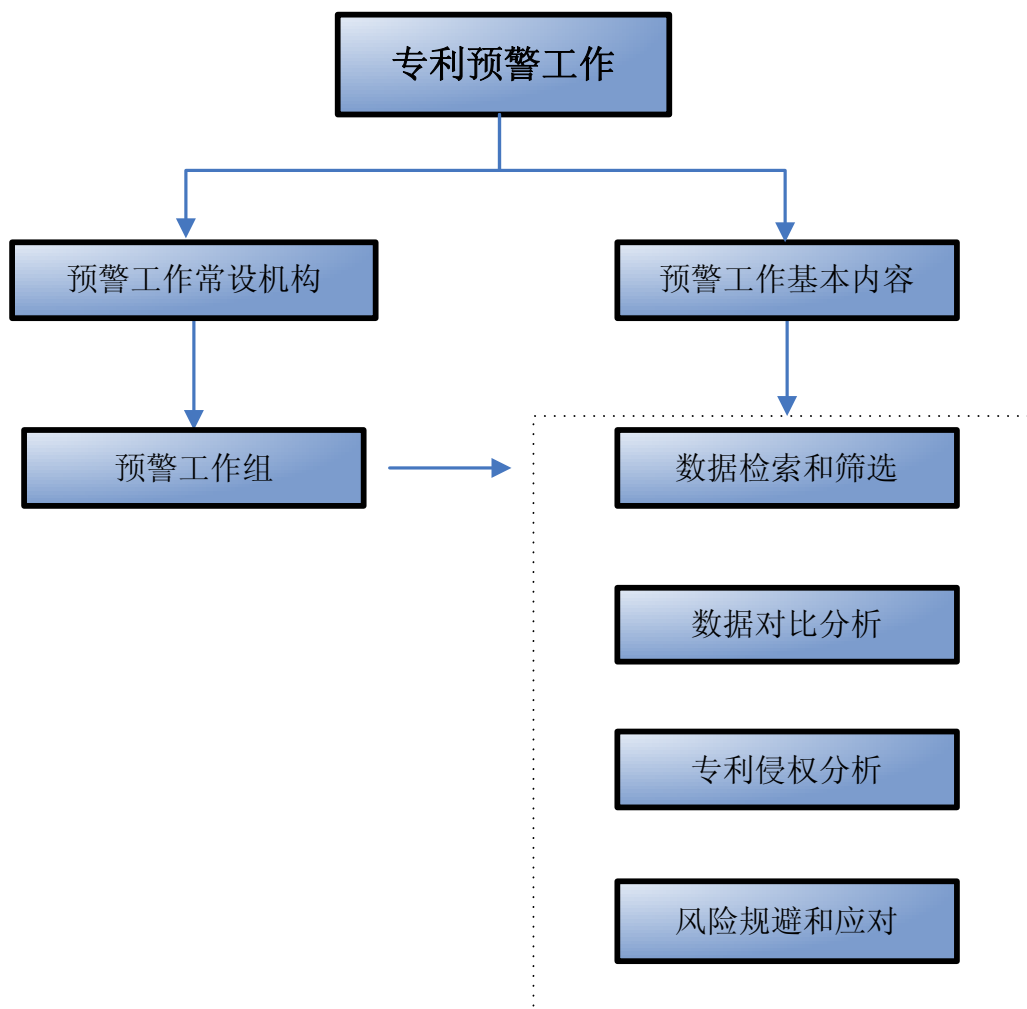 专利预警工作
预警工作常设机构
预警工作基本内容
预警工作组
数据检索和筛选
数据对比分析
专利侵权分析
风险规避和应对